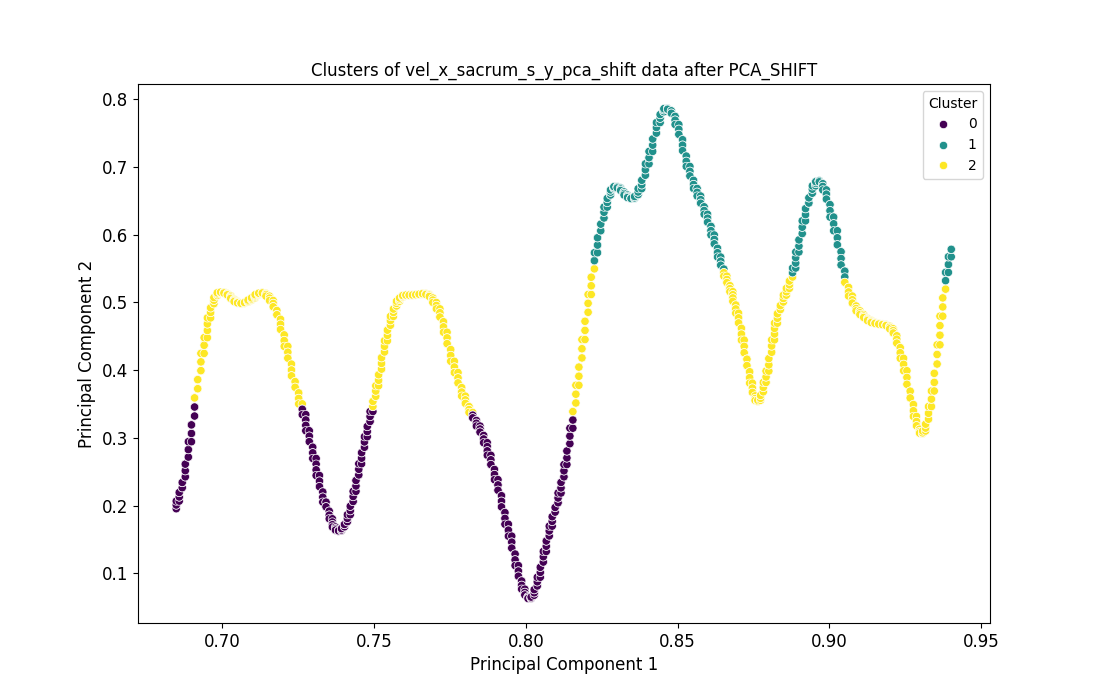 Clusters of vel_x_sacrum_s_y_pca_shift data after PCA_SHIFT
Cluster
0
1
2
Principal Component 2
0.8
0.7
0.6
0.5
0.4
0.3
0.2
0.1
0.70 0.75 0.80 0.85 0.90 0.95
Principal Component 1